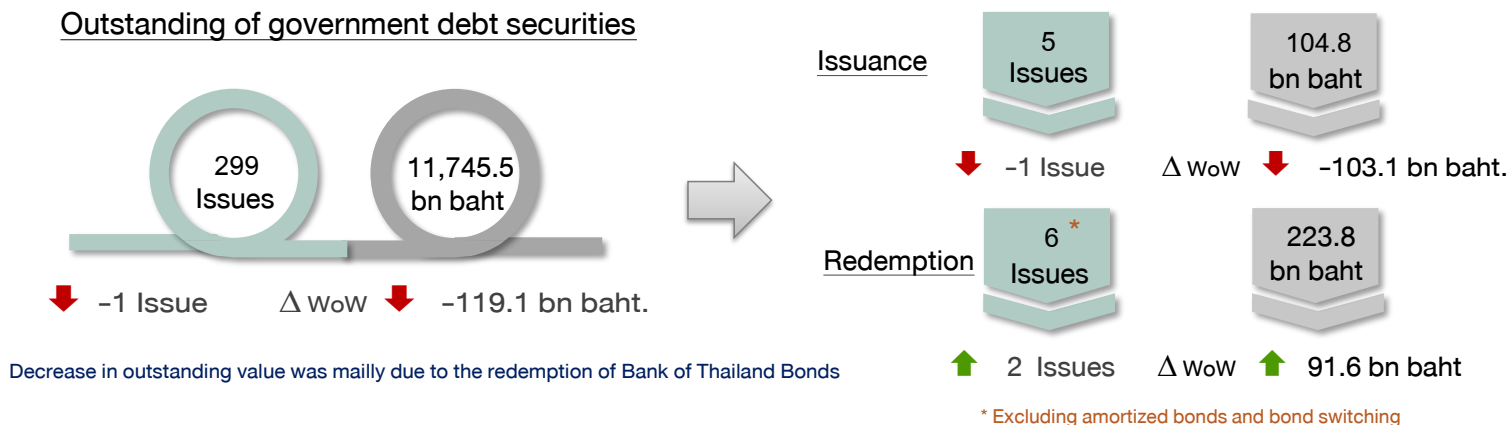 Outstanding of government debt securities
299
Issues
11,745.5
bn baht
-1 Issue
Δ WoW
-119.1 bn baht.
Decrease in outstanding value was mailly due to the redemption of Bank of Thailand Bonds
Issuance
5
Issues
104.8
bn baht
-1 Issue
Δ WoW
-103.1 bn baht.
Redemption
6 *
Issues
223.8
bn baht
2 Issues
Δ WoW
91.6 bn baht
* Excluding amortized bonds and bond switching